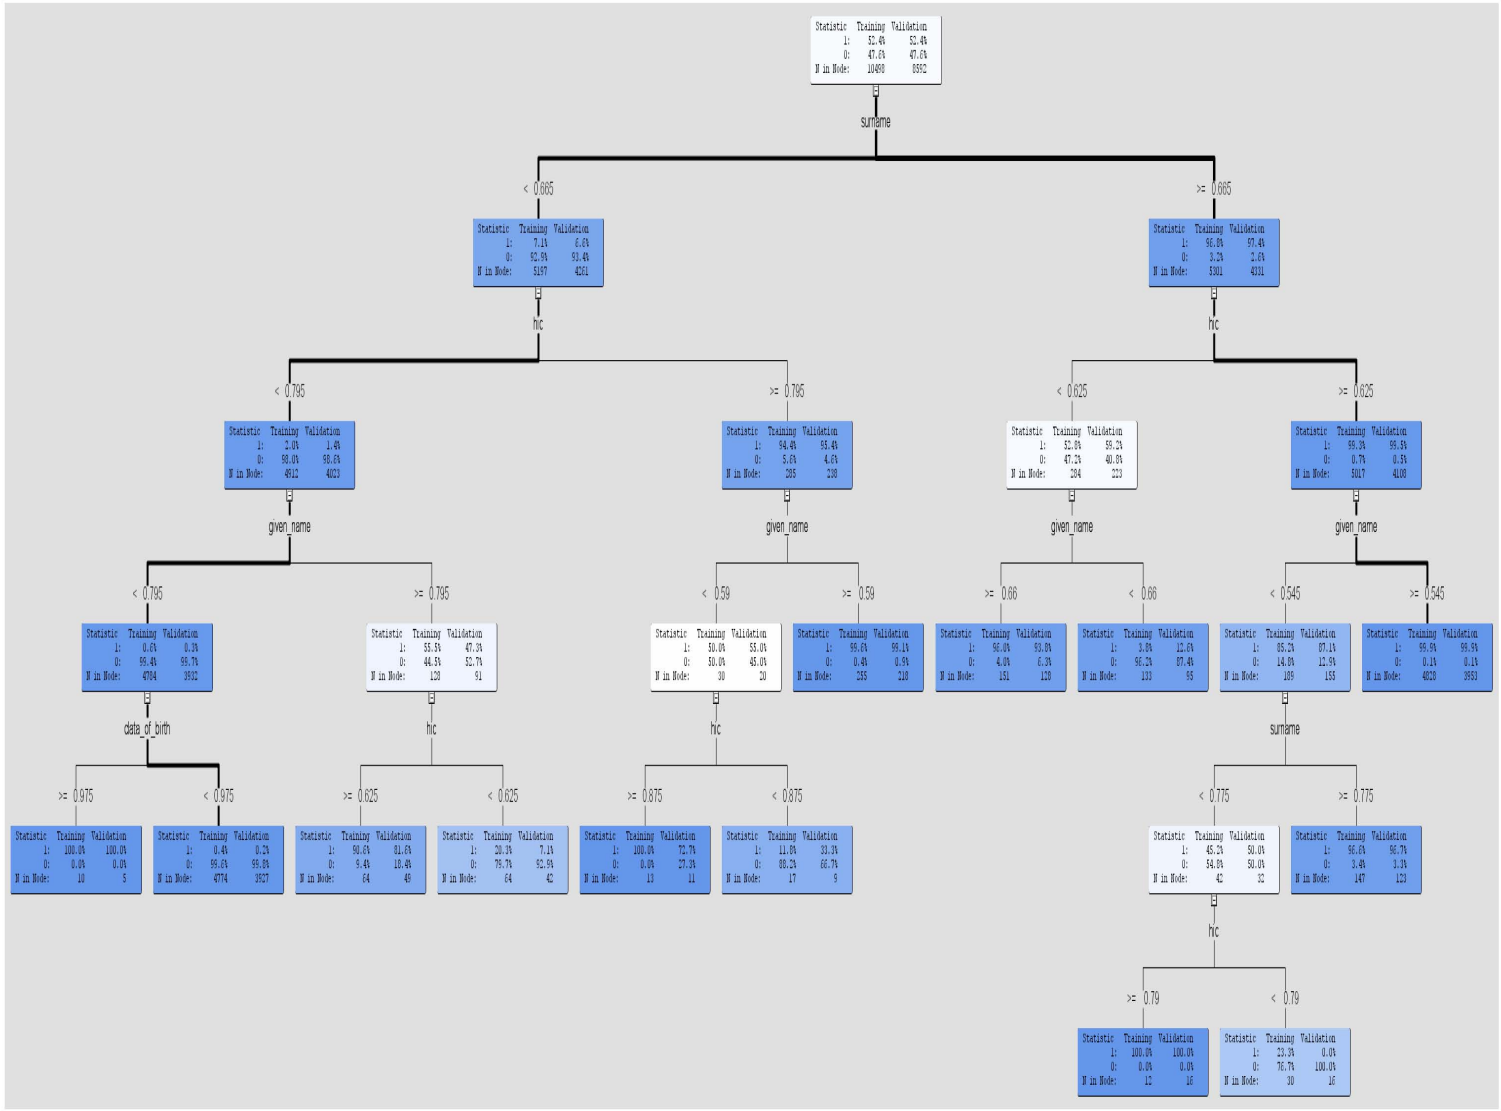 Statistic Training Validation
1: 52.4% 52.4%
0: 47.6% 47.6%
N in Node: 10498 8592
surname
< 0.665
>= 0.665
Statistic Training Validation
1: 7.1% 6.6%
0: 92.9% 93.4%
N in Node: 5197 4261
Statistic Training Validation
1: 96.8% 97.4%
0: 3.2% 2.6%
N in Node: 5301 4331
hic
hic
< 0.795
>= 0.795
< 0.625
>= 0.625
Statistic Training Validation
1: 2.0% 1.4%
0: 98.0% 98.6%
N in Node: 4912 4023
Statistic Training Validation
1: 94.4% 95.4%
0: 5.6% 4.6%
N in Node: 285 238
Statistic Training Validation
1: 52.8% 59.2%
0: 47.2% 40.8%
N in Node: 284 223
Statistic Training Validation
1: 99.3% 99.5%
0: 0.7% 0.5%
N in Node: 5017 4108
given_name
given_name
given_name
given_name
< 0.795
>= 0.795
< 0.59
>= 0.59
>= 0.66
< 0.66
< 0.545
>= 0.545
Statistic Training Validation
1: 0.6% 0.3%
0: 99.4% 99.7%
N in Node: 4784 3932
Statistic Training Validation
1: 55.5% 47.3%
0: 44.5% 52.7%
N in Node: 128 91
Statistic Training Validation
1: 50.0% 55.0%
0: 50.0% 45.0%
N in Node: 30 20
Statistic Training Validation
1: 99.6% 99.1%
0: 0.4% 0.9%
N in Node: 255 218
Statistic Training Validation
1: 96.0% 93.8%
0: 4.0% 6.3%
N in Node: 151 128
Statistic Training Validation
1: 3.8% 12.6%
0: 96.2% 87.4%
N in Node: 133 95
Statistic Training Validation
1: 85.2% 87.1%
0: 14.8% 12.9%
N in Node: 189 155
Statistic Training Validation
1: 99.9% 99.9%
0: 0.1% 0.1%
N in Node: 4828 3953
data_of_birth
hic
hic
surname
>= 0.975
< 0.975
>= 0.625
< 0.625
>= 0.875
< 0.875
< 0.775
>= 0.775
Statistic Training Validation
1: 100.0% 100.0%
0: 0.0% 0.0%
N in Node: 10 5
Statistic Training Validation
1: 0.4% 0.2%
0: 99.6% 99.8%
N in Node: 4774 3927
Statistic Training Validation
1: 90.6% 81.6%
0: 9.4% 18.4%
N in Node: 64 49
Statistic Training Validation
1: 20.3% 7.1%
0: 79.7% 92.9%
N in Node: 64 42
Statistic Training Validation
1: 100.0% 72.7%
0: 0.0% 27.3%
N in Node: 13 11
Statistic Training Validation
1: 11.8% 33.3%
0: 88.2% 66.7%
N in Node: 17 9
Statistic Training Validation
1: 45.2% 50.0%
0: 54.8% 50.0%
N in Node: 42 32
Statistic Training Validation
1: 96.6% 96.7%
0: 3.4% 3.3%
N in Node: 147 123
hic
>= 0.79
< 0.79
Statistic Training Validation
1: 100.0% 100.0%
0: 0.0% 0.0%
N in Node: 12 16
Statistic Training Validation
1: 23.3% 0.0%
0: 76.7% 100.0%
N in Node: 30 16